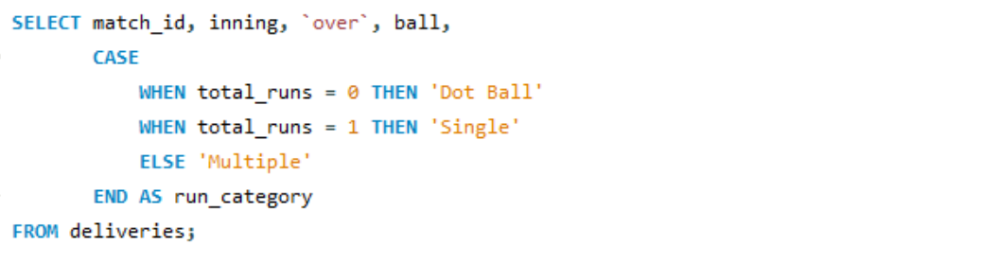 SELECT match_id, inning, `over`, ball,
CASE
WHEN total_runs = 0 THEN 'Dot Ball'
WHEN total_runs = 1 THEN 'Single'
ELSE 'Multiple'
END AS run_category
FROM deliveries;